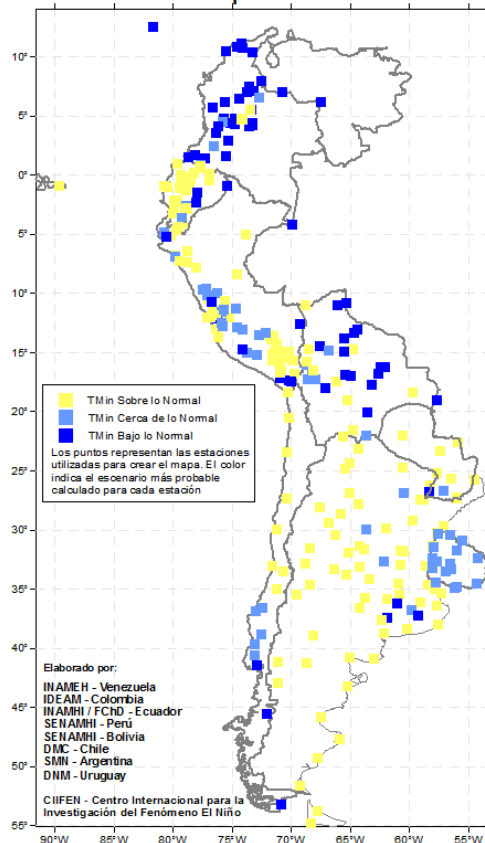 10°
5°
0°
5°
10°
15°
20°
25°
30°
35°
40°
45°
50°
55°
TMin Sobre lo Normal
TMin Cerca de lo Normal
TMin Bajo lo Normal
Los puntos representan las estaciones
utilizadas para crear el mapa. El color
indica el escenario más probable
calculado para cada estación
Elaborado por:
INAMEH - Venezuela
IDEAM - Colombia
INAMHI / FChD - Ecuador
SENAMHI - Perú
SENAMHI - Bolivia
DMC - Chile
SMN - Argentina
DNM - Uruguay
CIIFEN - Centro Internacional para la
Investigación del Fenómeno El Niño
90°W 85°W 80°W 75°W 70°W 65°W 60°W 55°W